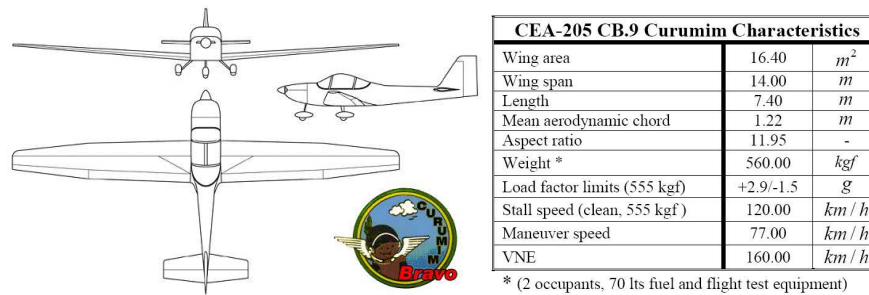 CEA-205 CB.9 Curumim Characteristics
Wing area 16.40 m²
Wing span 14.00 m
Length 7.40 m
Mean aerodynamic chord 1.22 m
Aspect ratio 11.95 -
Weight * 560.00 kgf
Load factor limits (555 kgf) +2.9/-1.5 g
Stall speed (clean, 555 kgf ) 120.00 km / h
Maneuver speed 77.00 km / h
VNE 160.00 km / h
* (2 occupants, 70 lts fuel and flight test equipment)
CURUMIM
Bravo